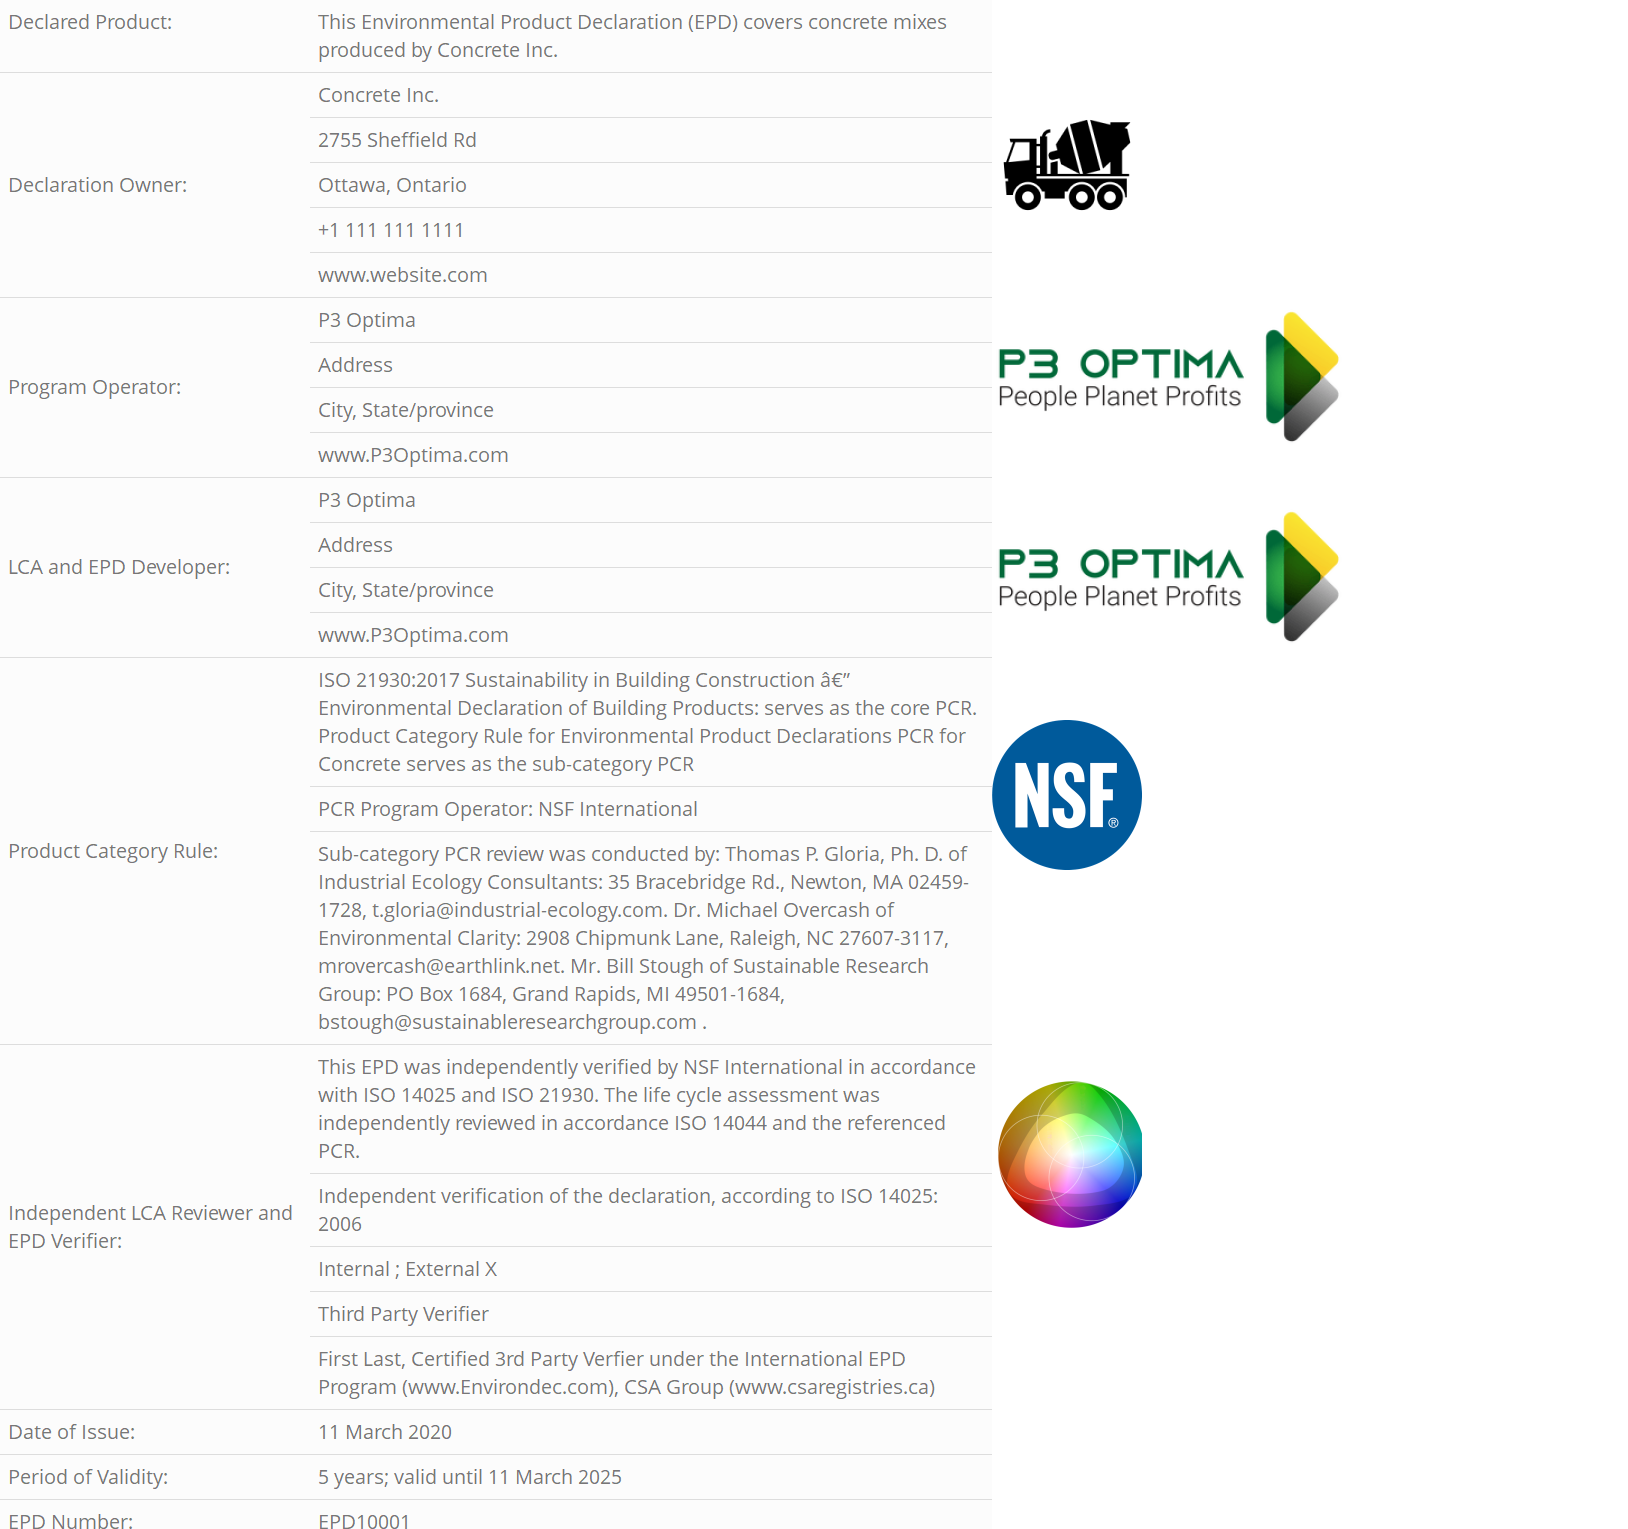 Declared Product:
This Environmental Product Declaration (EPD) covers concrete mixes
produced by Concrete Inc.
Declaration Owner:
Concrete Inc.
2755 Sheffield Rd
Ottawa, Ontario
+1 111 111 1111
www.website.com
Program Operator:
P3 Optima
Address
City, State/province
www.P3Optima.com
P3 OPTIMA
People Planet Profits
LCA and EPD Developer:
P3 Optima
Address
City, State/province
www.P3Optima.com
P3 OPTIMA
People Planet Profits
Product Category Rule:
ISO 21930:2017 Sustainability in Building Construction â€”
Environmental Declaration of Building Products: serves as the core PCR.
Product Category Rule for Environmental Product Declarations PCR for
Concrete serves as the sub-category PCR
PCR Program Operator: NSF International
Sub-category PCR review was conducted by: Thomas P. Gloria, Ph. D. of
Industrial Ecology Consultants: 35 Bracebridge Rd., Newton, MA 02459-
1728, t.gloria@industrial-ecology.com. Dr. Michael Overcash of
Environmental Clarity: 2908 Chipmunk Lane, Raleigh, NC 27607-3117,
mrovercash@earthlink.net. Mr. Bill Stough of Sustainable Research
Group: PO Box 1684, Grand Rapids, MI 49501-1684,
bstough@sustainableresearchgroup.com .
NSF®
Independent LCA Reviewer and
EPD Verifier:
This EPD was independently verified by NSF International in accordance
with ISO 14025 and ISO 21930. The life cycle assessment was
independently reviewed in accordance ISO 14044 and the referenced
PCR.
Independent verification of the declaration, according to ISO 14025:
2006
Internal ; External X
Third Party Verifier
First Last, Certified 3rd Party Verfier under the International EPD
Program (www.Environdec.com), CSA Group (www.csaregistries.ca)
Date of Issue:
11 March 2020
Period of Validity:
5 years; valid until 11 March 2025
EPD Number:
EPD10001